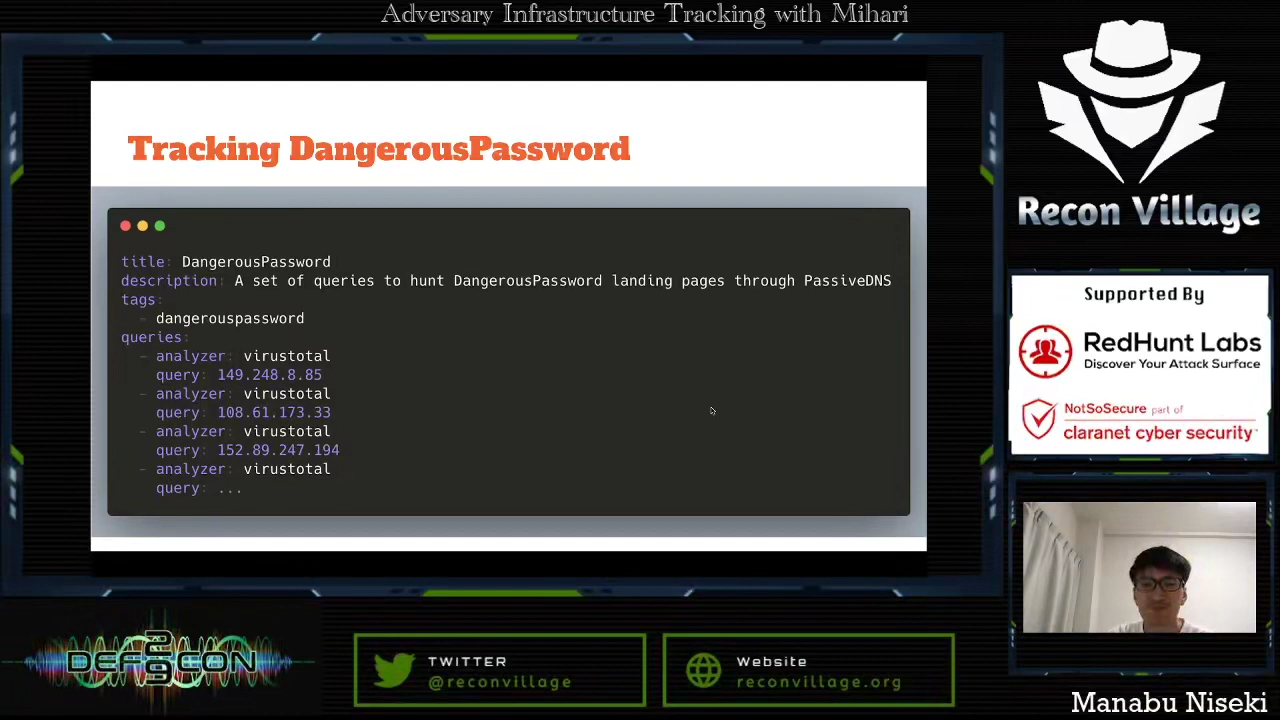 Adversary Infrastructure Tracking with Mihari
Tracking DangerousPassword
title: DangerousPassword
description: A set of queries to hunt DangerousPassword landing pages through PassiveDNS
tags:
- dangerouspassword
queries:
- analyzer: virustotal
query: 149.248.8.85
- analyzer: virustotal
query: 108.61.173.33
- analyzer: virustotal
query: 152.89.247.194
- analyzer: virustotal
query: ...
Recon Village
Supported By
RedHunt Labs
Discover Your Attack Surface
NotSoSecure part of
claranet cyber security
DEFCON
29
TWITTER
@reconvillage
Website
reconvillage.org
Manabu Niseki